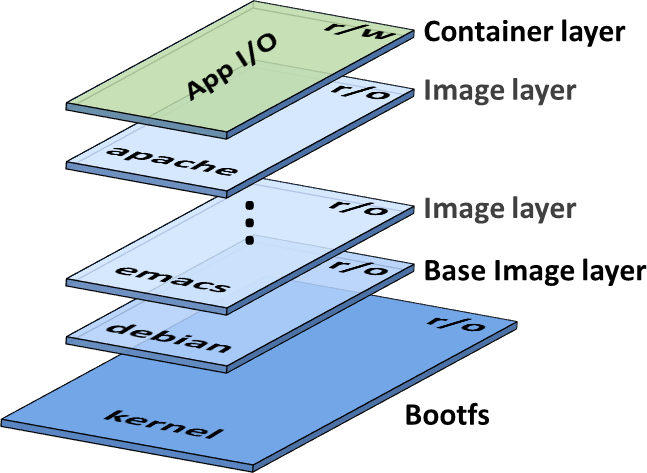 r/w
App I/O
Container layer
r/o
Image layer
apache
r/o
Image layer
emacs
r/o
Base Image layer
debian
r/o
kernel
Bootfs